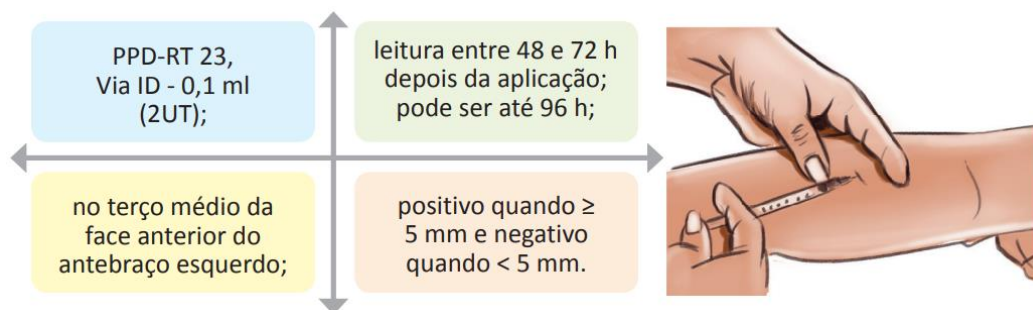 PPD-RT 23,
Via ID - 0,1 ml
(2UT);
leitura entre 48 e 72 h
depois da aplicação;
pode ser até 96 h;
no terço médio da
face anterior do
antebraço esquerdo;
positivo quando ≥
5 mm e negativo
quando < 5 mm.